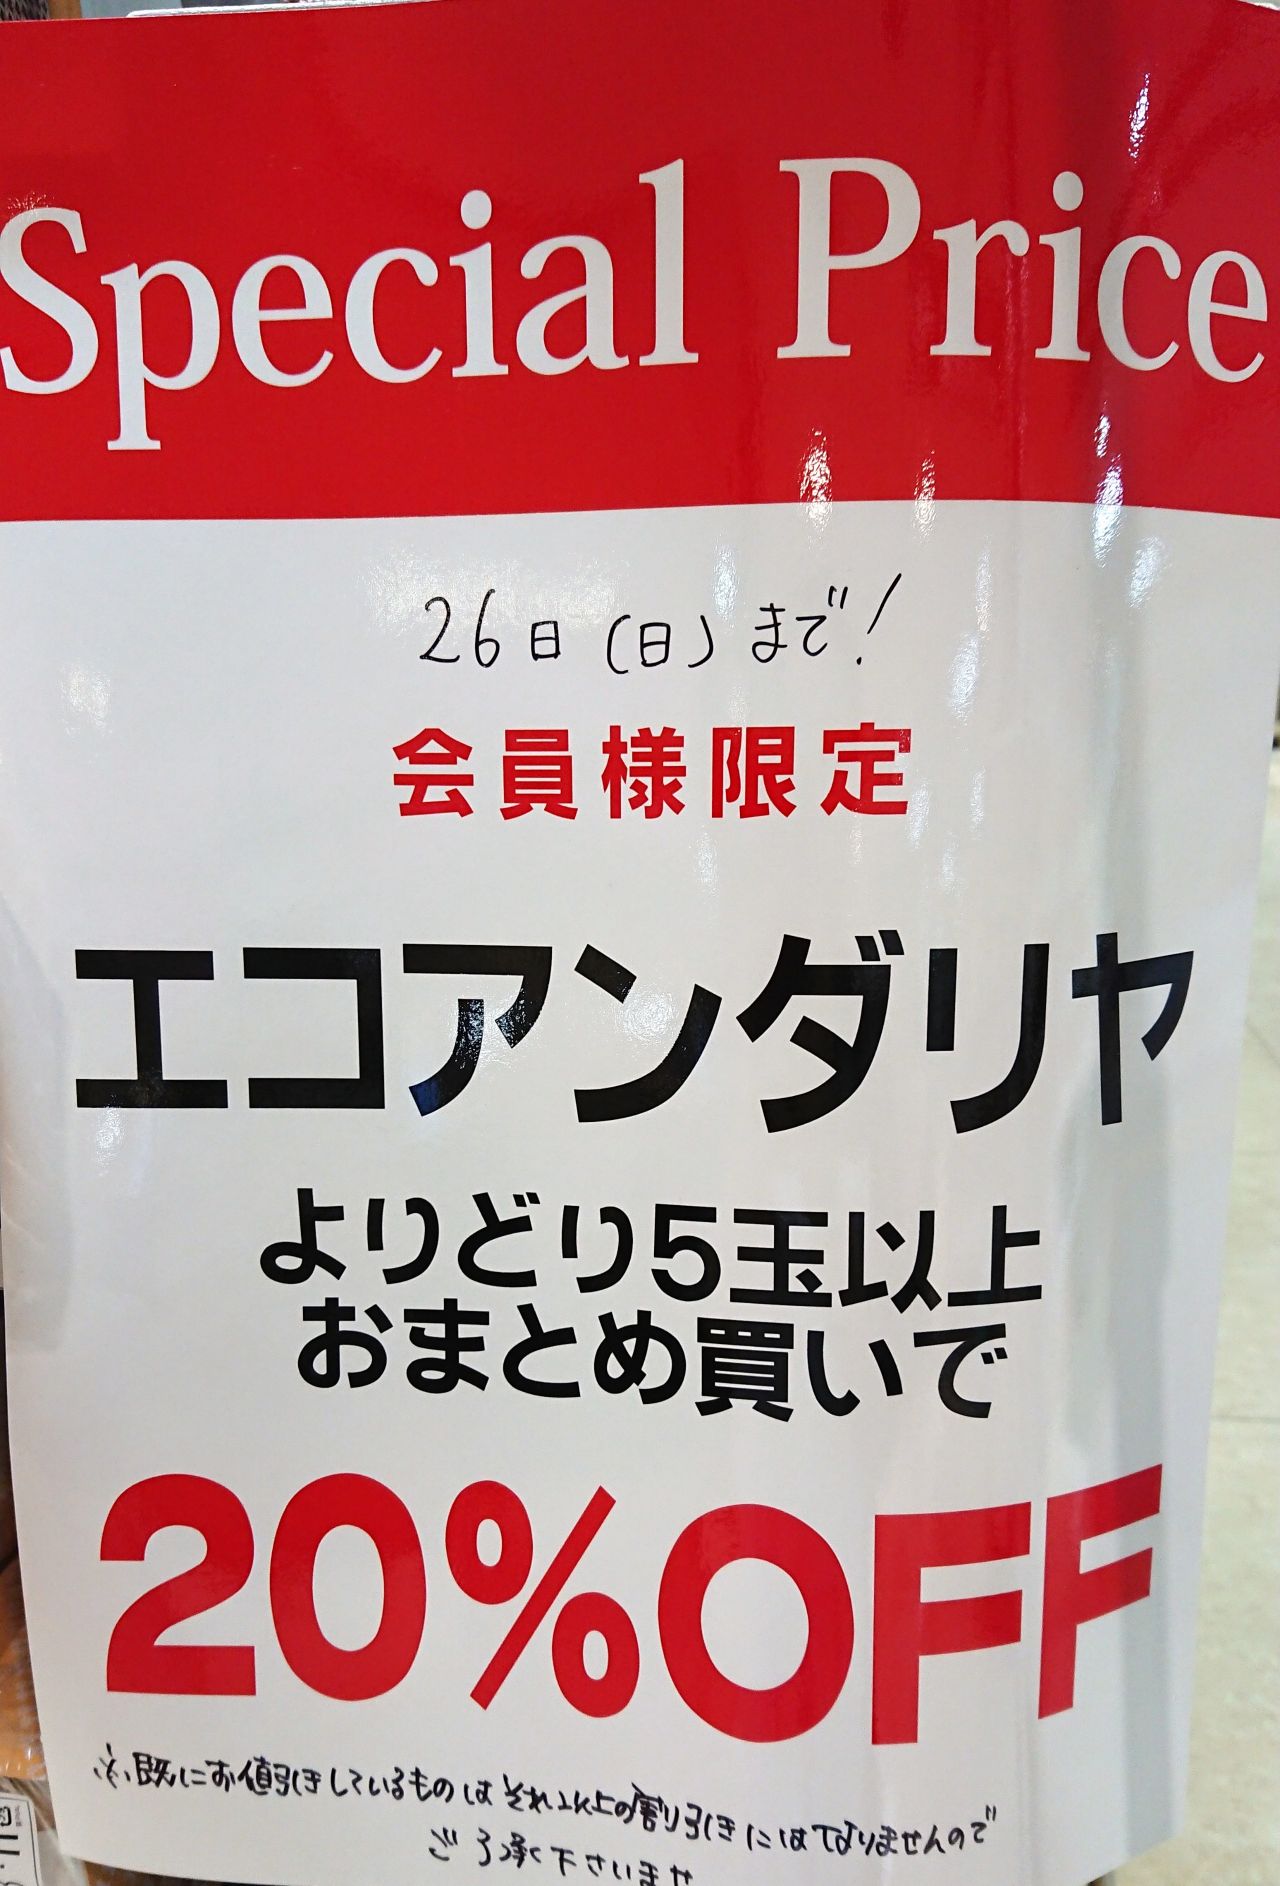 Special Price
26日(日)まで!
会員様限定
エコアンダリヤ
よりどり5玉以上
おまとめ買いで
20%OFF
※既にお値引きしているものはそれ以上の割り引きにはなりませんので
ご了承下さいませ